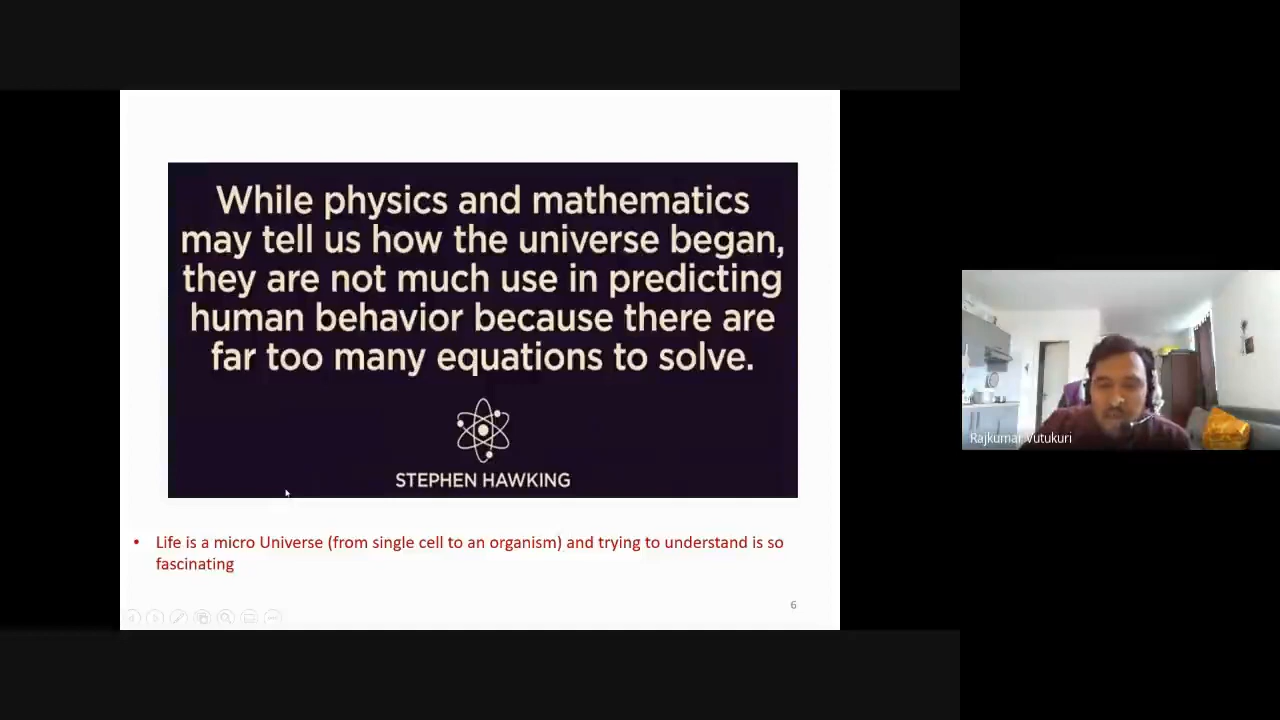 While physics and mathematics
may tell us how the universe began,
they are not much use in predicting
human behavior because there are
far too many equations to solve.
STEPHEN HAWKING
• Life is a micro Universe (from single cell to an organism) and trying to understand is so
fascinating
6
Rajkumar Vutukuri